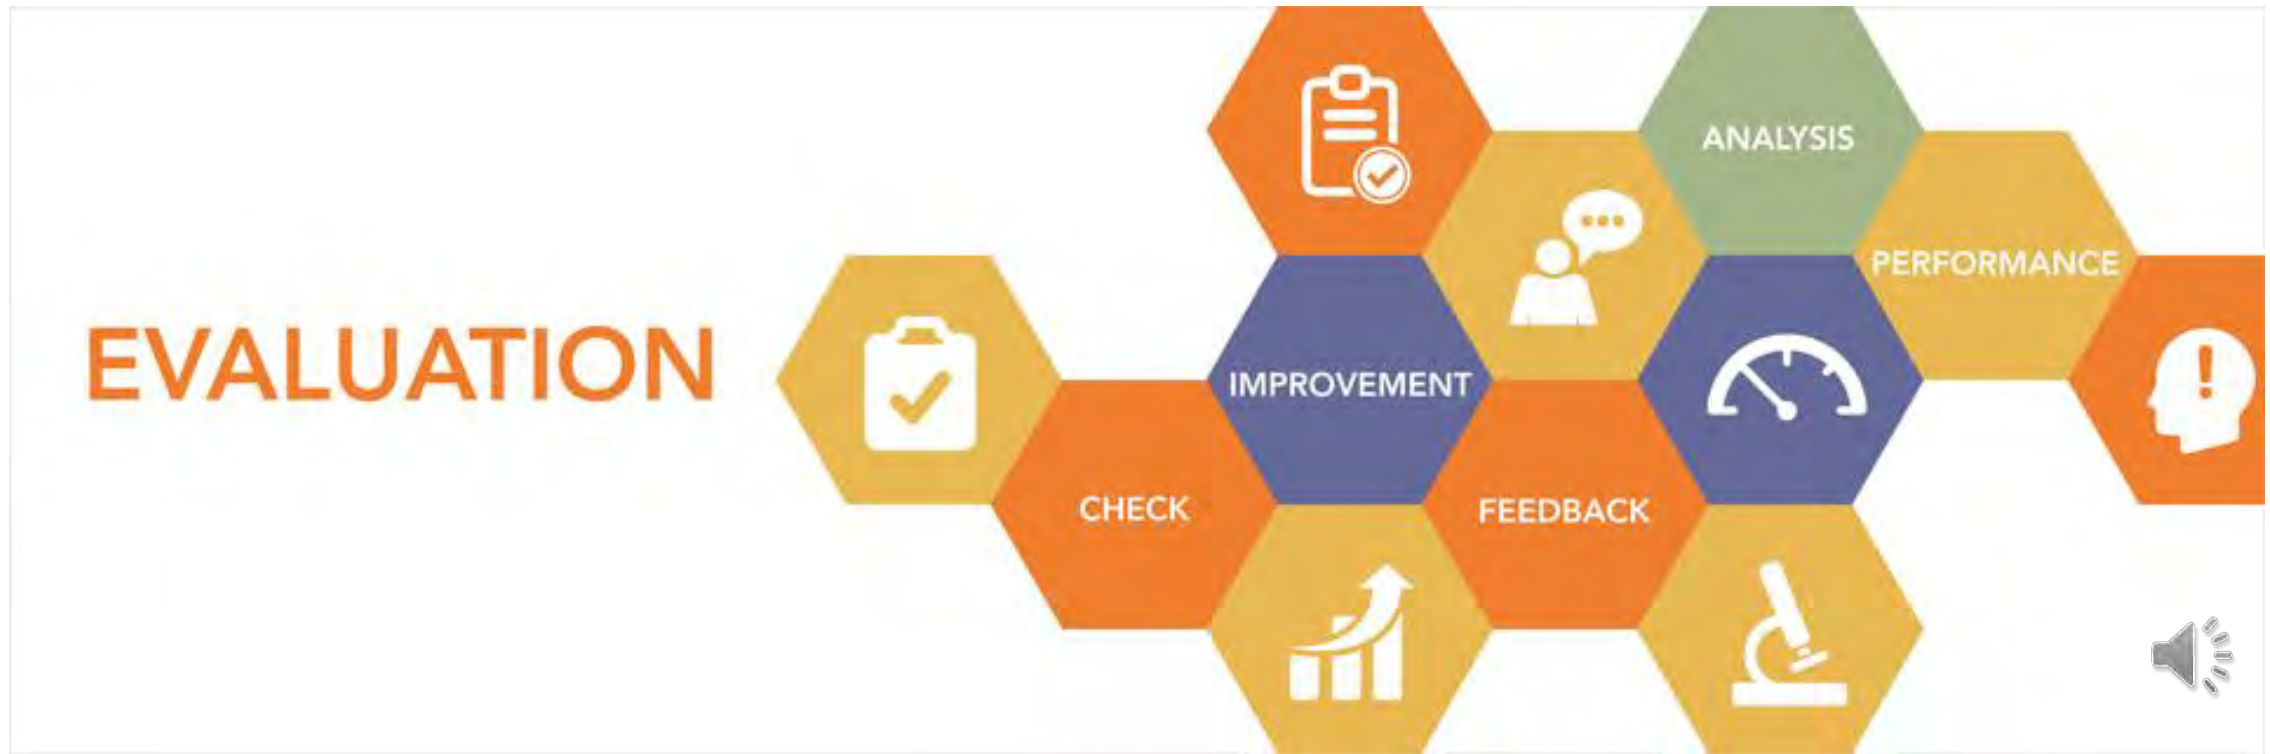 EVALUATION
ANALYSIS
PERFORMANCE
IMPROVEMENT
CHECK
FEEDBACK